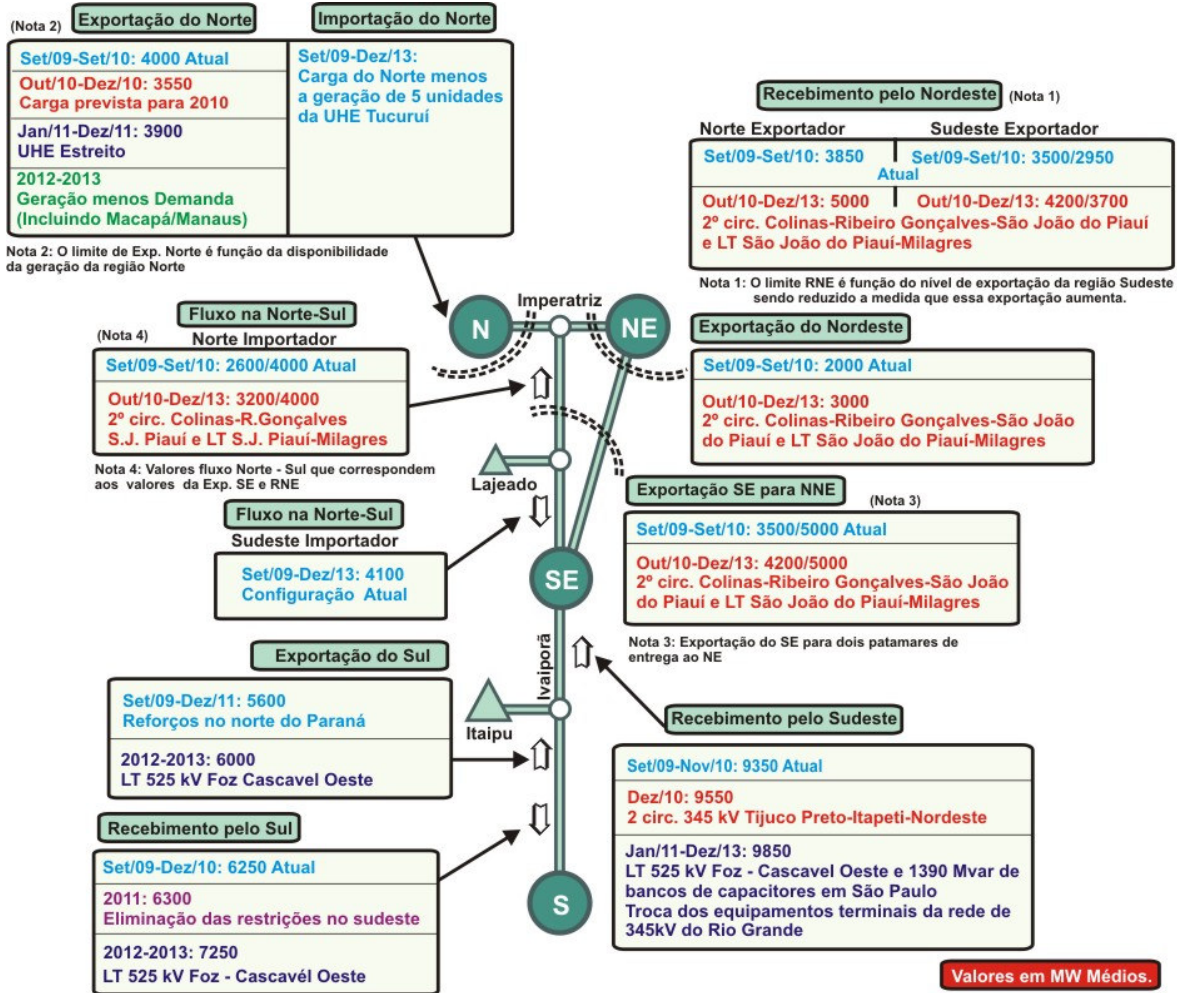 (Nota 2)
Exportação do Norte
Importação do Norte
Set/09-Set/10: 4000 Atual
Out/10-Dez/10: 3550
Carga prevista para 2010
Jan/11-Dez/11: 3900
UHE Estreito
2012-2013
Geração menos Demanda
(Incluindo Macapá/Manaus)
Set/09-Dez/13:
Carga do Norte menos
a geração de 5 unidades
da UHE Tucuruí
Nota 2: O limite de Exp. Norte é função da disponibilidade
da geração da região Norte
Recebimento pelo Nordeste (Nota 1)
Norte Exportador
Sudeste Exportador
Set/09-Set/10: 3850
Set/09-Set/10: 3500/2950
Atual
Out/10-Dez/13: 5000
Out/10-Dez/13: 4200/3700
2º circ. Colinas-Ribeiro Gonçalves-São João do Piauí
e LT São João do Piauí-Milagres
Nota 1: O limite RNE é função do nível de exportação da região Sudeste
sendo reduzido a medida que essa exportação aumenta.
Imperatriz
N
NE
Fluxo na Norte-Sul
(Nota 4)
Norte Importador
Set/09-Set/10: 2600/4000 Atual
Out/10-Dez/13: 3200/4000
2º circ. Colinas-R.Gonçalves
S.J. Piauí e LT S.J. Piauí-Milagres
Nota 4: Valores fluxo Norte - Sul que correspondem
aos valores da Exp. SE e RNE
Exportação do Nordeste
Set/09-Set/10: 2000 Atual
Out/10-Dez/13: 3000
2º circ. Colinas-Ribeiro Gonçalves-São João
do Piauí e LT São João do Piauí-Milagres
Lajeado
Fluxo na Norte-Sul
Sudeste Importador
Set/09-Dez/13: 4100
Configuração Atual
Exportação SE para NNE
(Nota 3)
Set/09-Set/10: 3500/5000 Atual
Out/10-Dez/13: 4200/5000
2º circ. Colinas-Ribeiro Gonçalves-São João
do Piauí e LT São João do Piauí-Milagres
Nota 3: Exportação do SE para dois patamares de
entrega ao NE
SE
Ivaiporã
Exportação do Sul
Set/09-Dez/11: 5600
Reforços no norte do Paraná
2012-2013: 6000
LT 525 kV Foz Cascavel Oeste
Itaipu
Recebimento pelo Sudeste
Set/09-Nov/10: 9350 Atual
Dez/10: 9550
2 circ. 345 kV Tijuco Preto-Itapeti-Nordeste
Jan/11-Dez/13: 9850
LT 525 kV Foz - Cascavel Oeste e 1390 Mvar de
bancos de capacitores em São Paulo
Troca dos equipamentos terminais da rede de
345kV do Rio Grande
Recebimento pelo Sul
Set/09-Dez/10: 6250 Atual
2011: 6300
Eliminação das restrições no sudeste
2012-2013: 7250
LT 525 kV Foz - Cascavél Oeste
S
Valores em MW Médios.